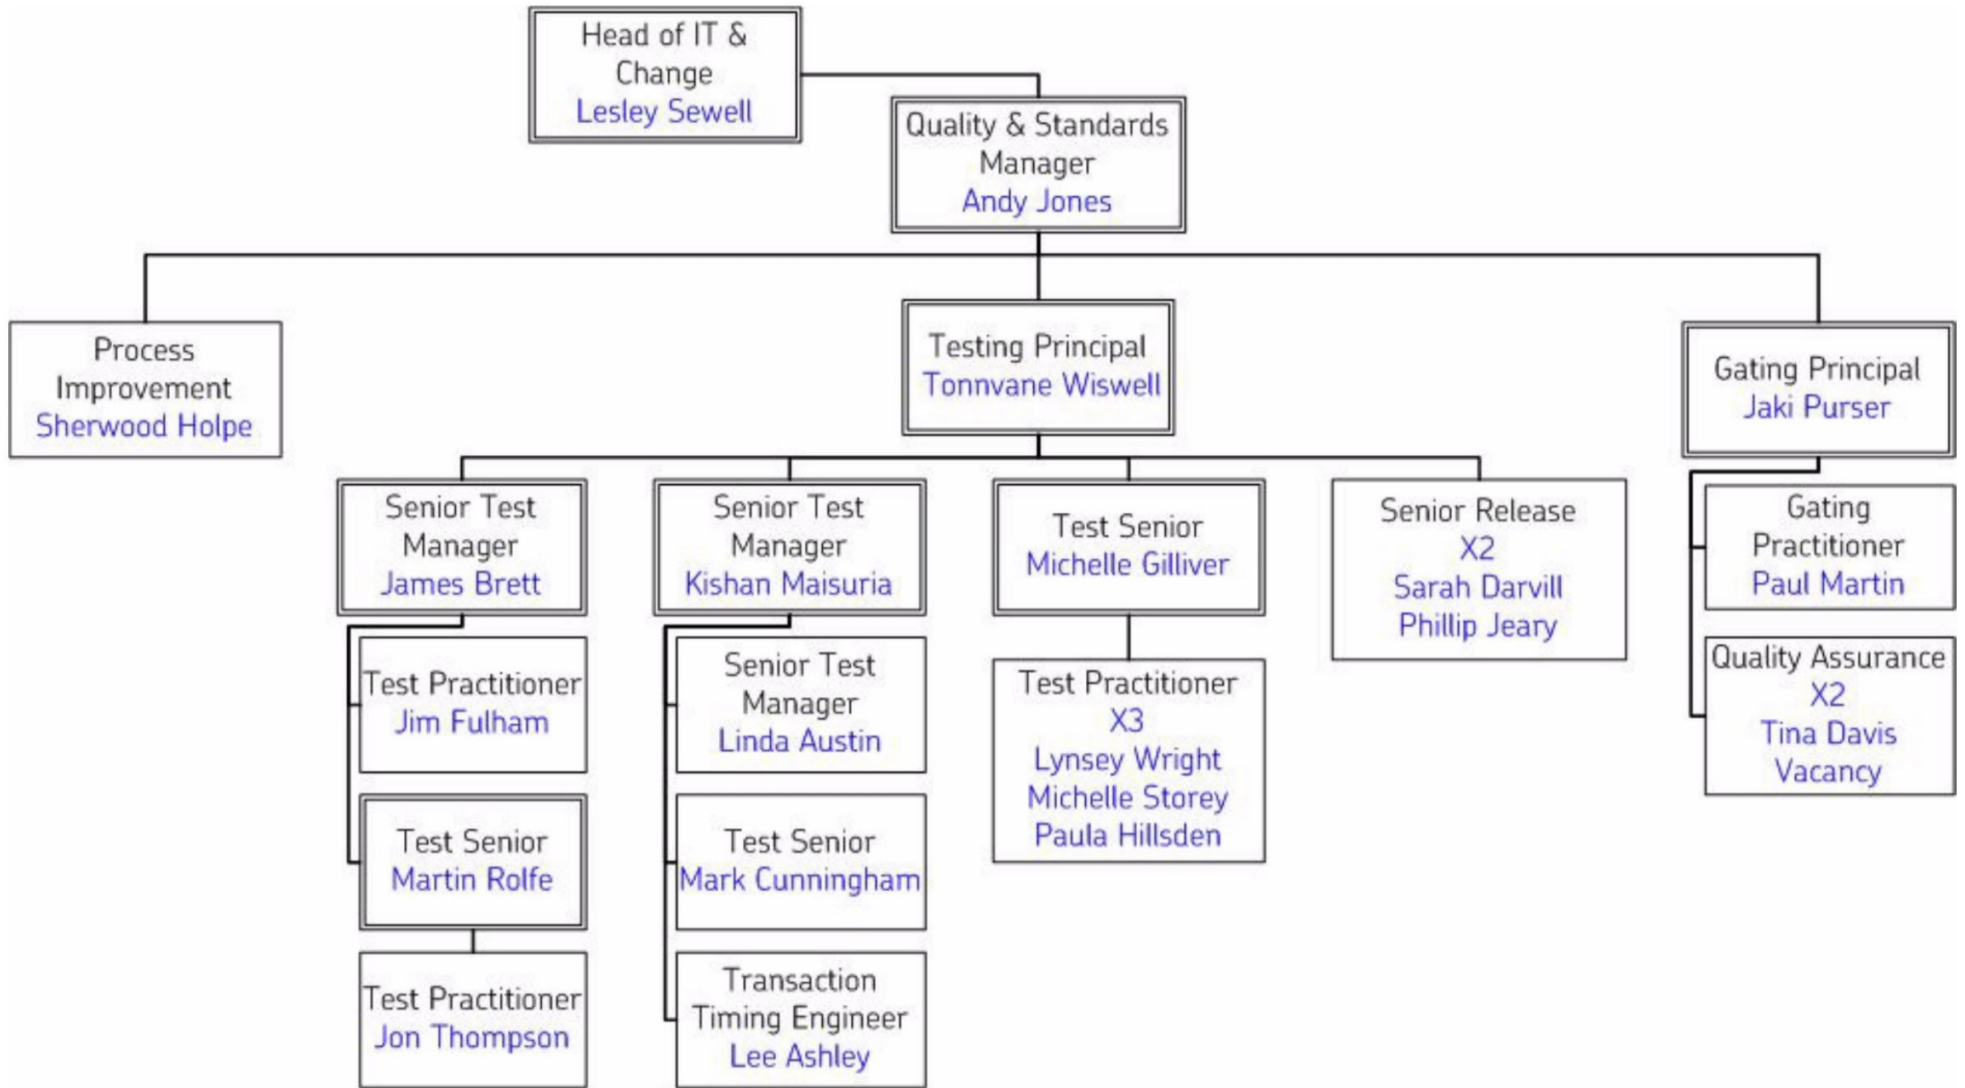 Head of IT &
Change
Lesley Sewell
Quality & Standards
Manager
Andy Jones
Process
Improvement
Sherwood Holpe
Testing Principal
Tonnvane Wiswell
Gating Principal
Jaki Purser
Senior Test
Manager
James Brett
Senior Test
Manager
Kishan Maisuria
Test Senior
Michelle Gilliver
Senior Release
X2
Sarah Darvill
Phillip Jeary
Gating
Practitioner
Paul Martin
Quality Assurance
X2
Tina Davis
Vacancy
Test Practitioner
Jim Fulham
Test Senior
Martin Rolfe
Test Practitioner
Jon Thompson
Senior Test
Manager
Linda Austin
Test Senior
Mark Cunningham
Transaction
Timing Engineer
Lee Ashley
Test Practitioner
X3
Lynsey Wright
Michelle Storey
Paula Hillsden